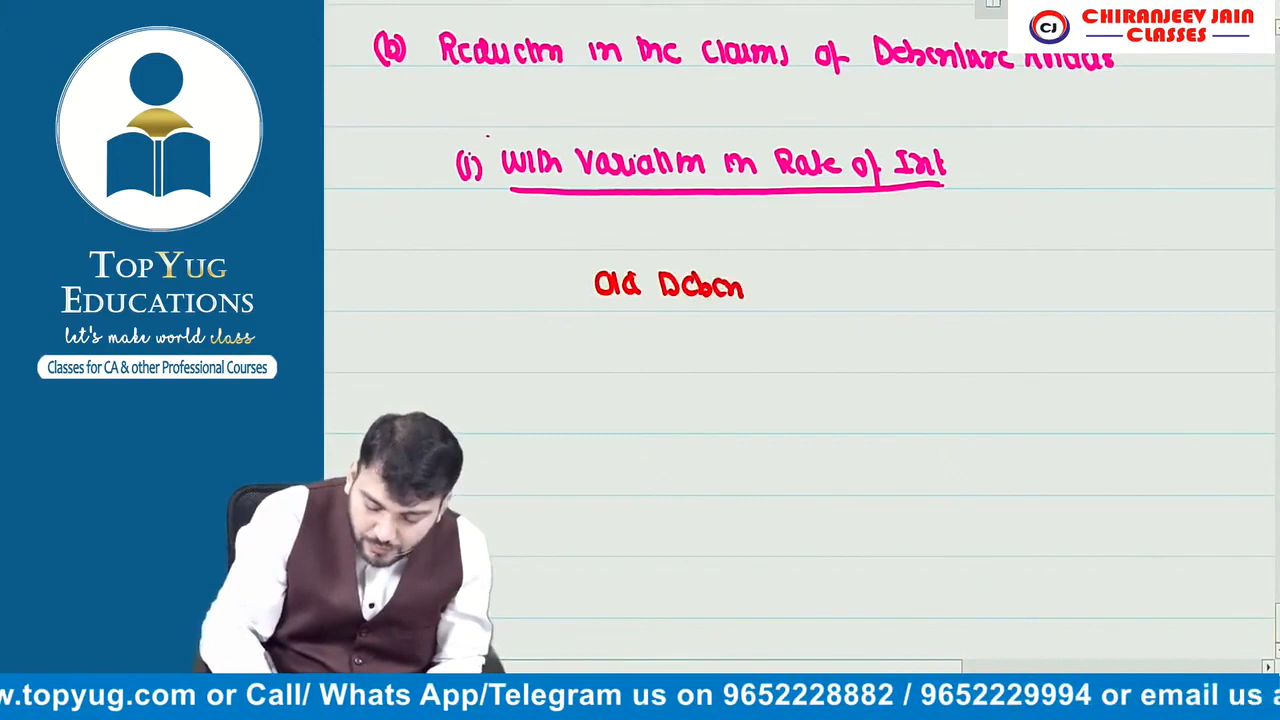 CHIRANJEEV JAIN
CJ
CLASSES
(b) Reduction in the Claims of Debenture Holders
(i) With Variation in Rate of Int
Old Deben
TOPYUG
EDUCATIONS
let's make world class
Classes for CA & other Professional Courses
w.topyug.com or Call/ Whats App/Telegram us on 9652228882 / 9652229994 or email us a